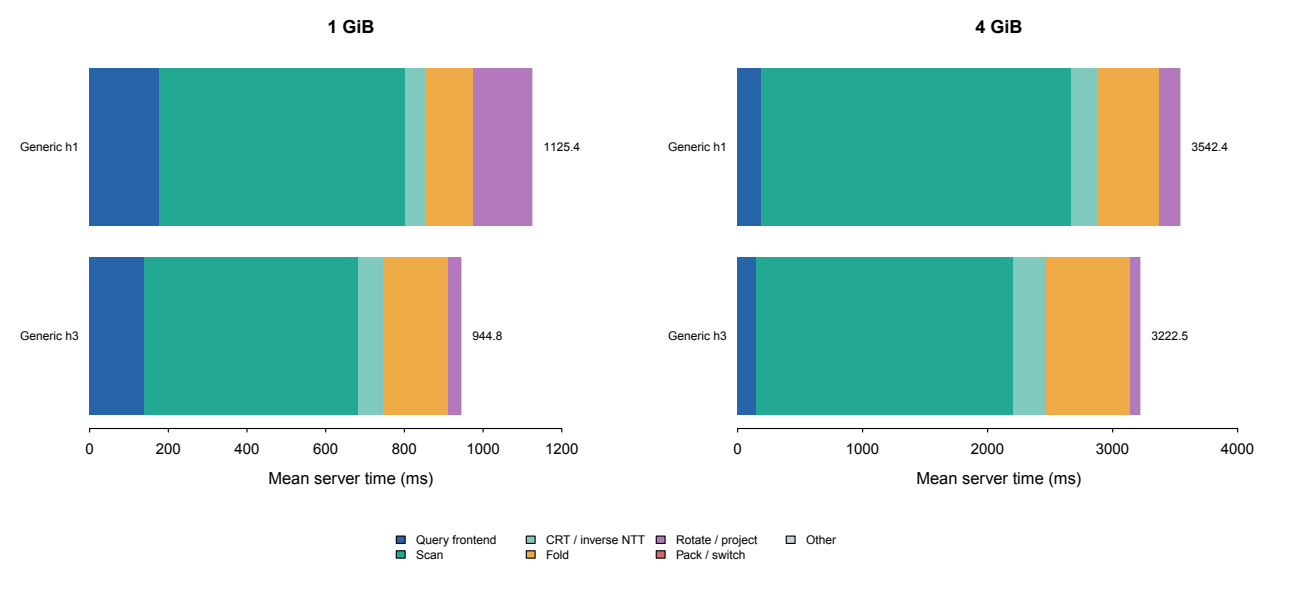 1 GiB
4 GiB
Generic h1
1125.4
Generic h1
3542.4
Generic h3
944.8
Generic h3
3222.5
0 200 400 600 800 1000 1200
0 1000 2000 3000 4000
Mean server time (ms)
Mean server time (ms)
Query frontend
CRT / inverse NTT
Rotate / project
Other
Scan
Fold
Pack / switch